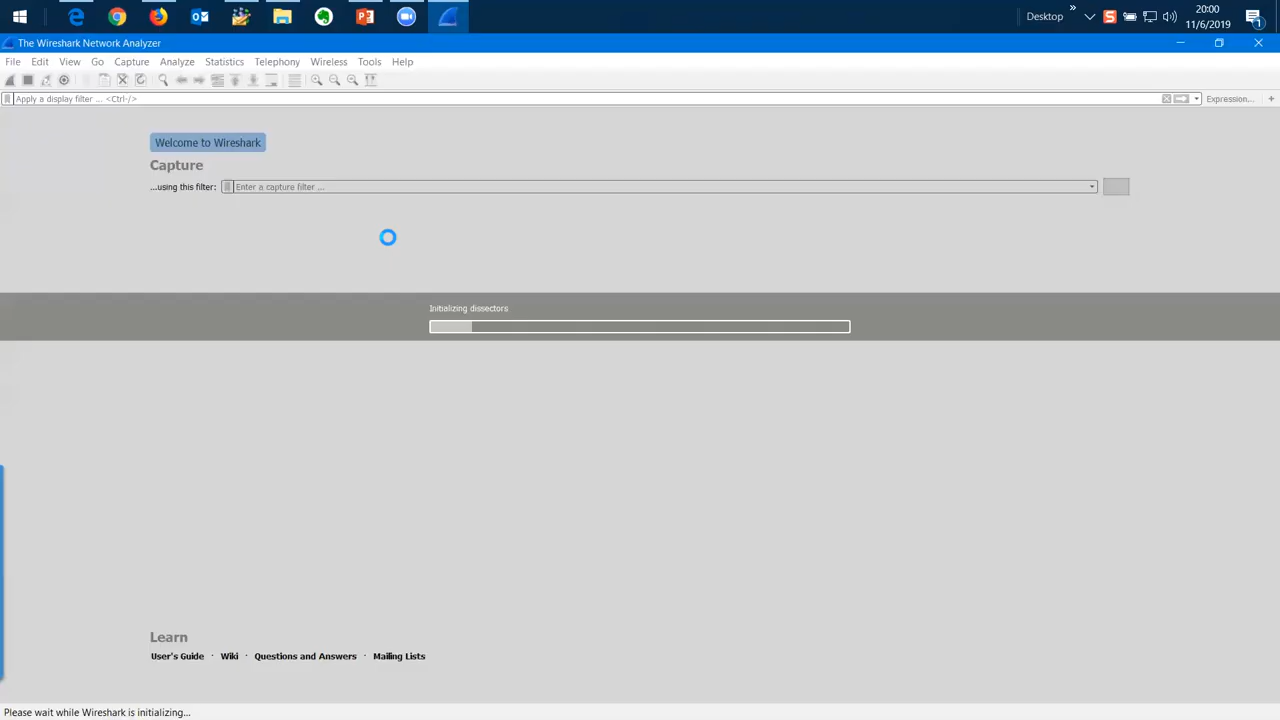 Desktop
20:00
11/6/2019
1
The Wireshark Network Analyzer
File Edit View Go Capture Analyze Statistics Telephony Wireless Tools Help
Apply a display filter ... <Ctrl-/>
Expression...
+
Welcome to Wireshark
Capture
...using this filter:
Enter a capture filter ...
Initializing dissectors
Learn
User's Guide · Wiki · Questions and Answers · Mailing Lists
Please wait while Wireshark is initializing...